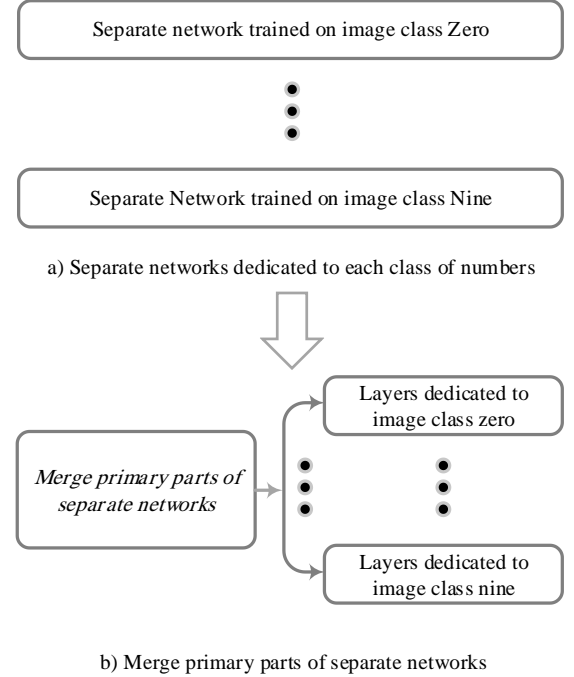 Separate network trained on image class Zero
Separate Network trained on image class Nine
a) Separate networks dedicated to each class of numbers
Merge primary parts of
separate networks
Layers dedicated to
image class zero
Layers dedicated to
image class nine
b) Merge primary parts of separate networks